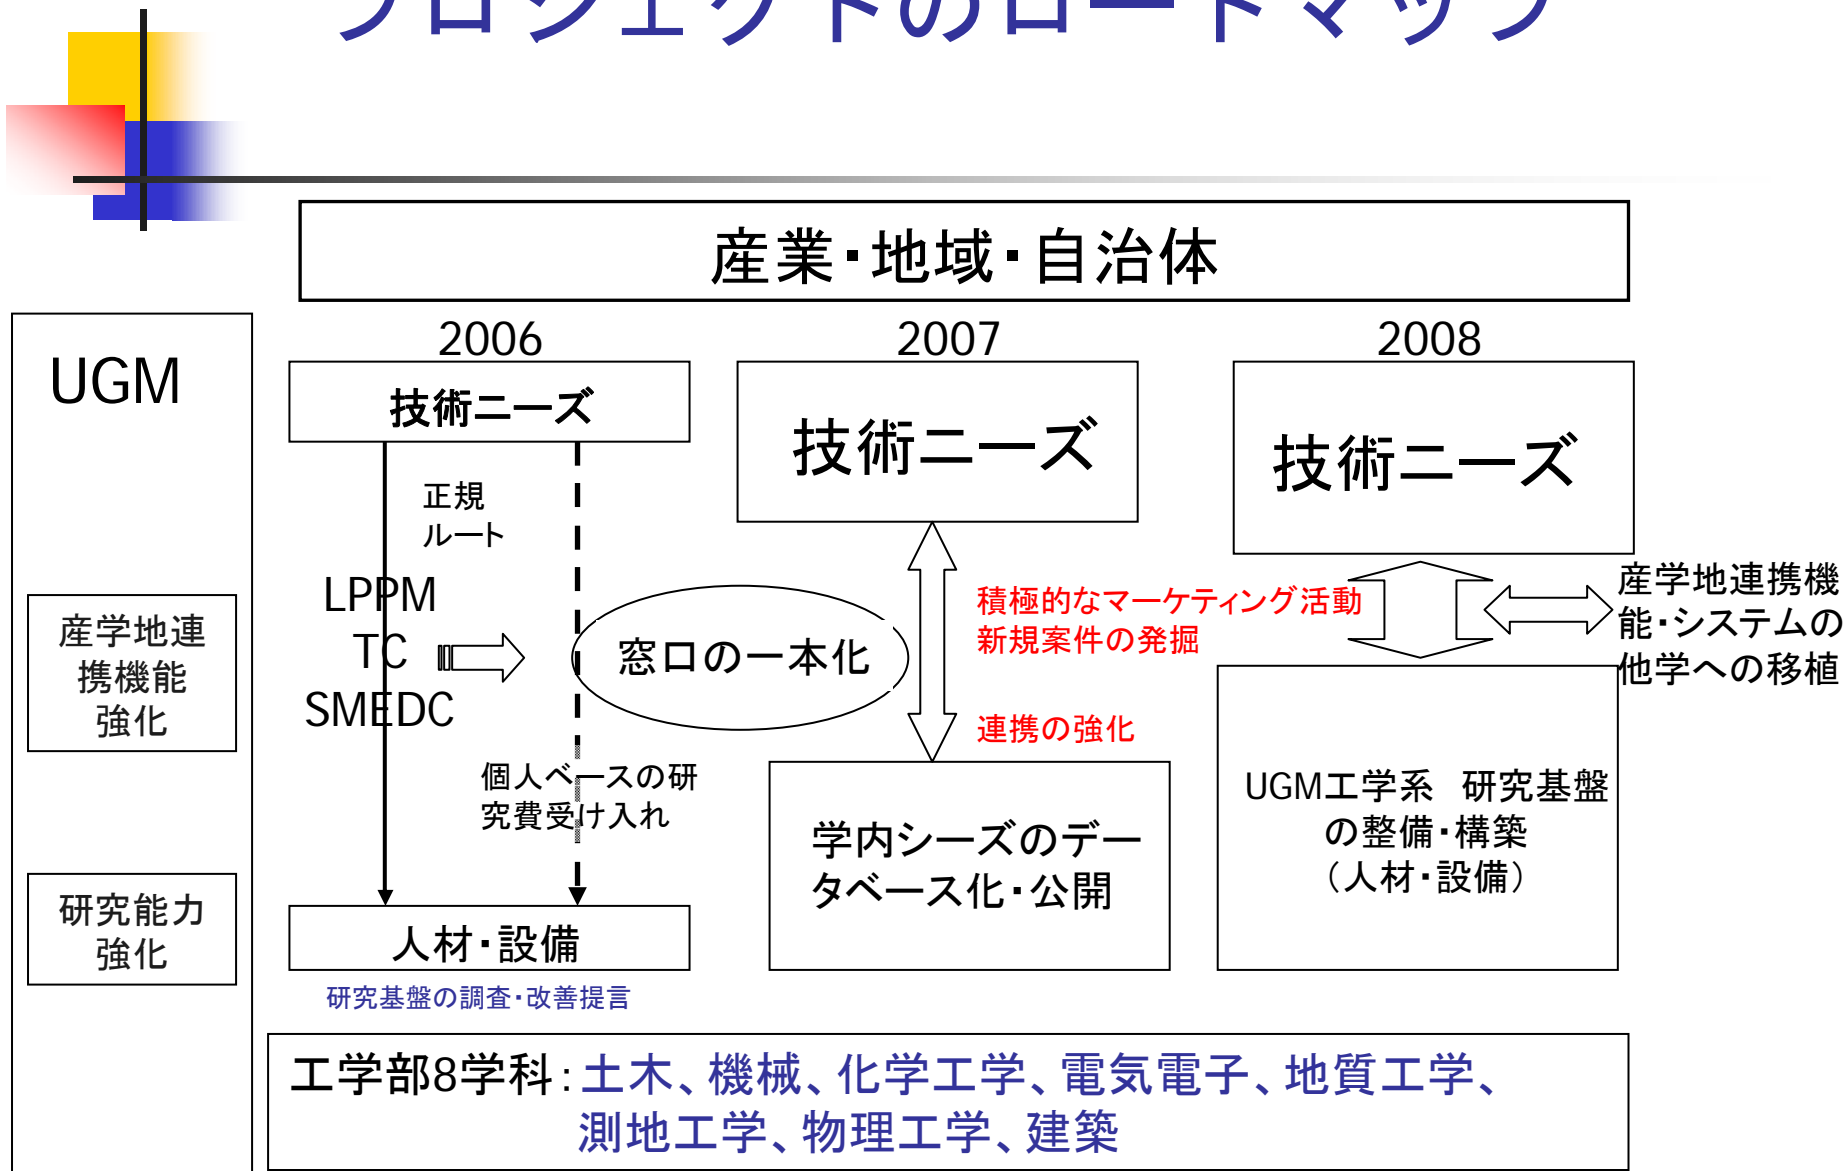 プロジェクトのロードマップ
産業・地域・自治体
UGM
産学地連
携機能
強化
研究能力
強化
2006
技術ニーズ
正規
ルート
LPPM
TC
SMEDC
個人ベースの研
究費受け入れ
人材・設備
研究基盤の調査・改善提言
窓口の一本化
2007
技術ニーズ
積極的なマーケティング活動
新規案件の発掘
連携の強化
学内シーズのデー
タベース化・公開
2008
技術ニーズ
産学地連携機
能・システムの
他学への移植
UGM工学系　研究基盤
の整備・構築
（人材・設備）
工学部8学科：土木、機械、化学工学、電気電子、地質工学、
測地工学、物理工学、建築